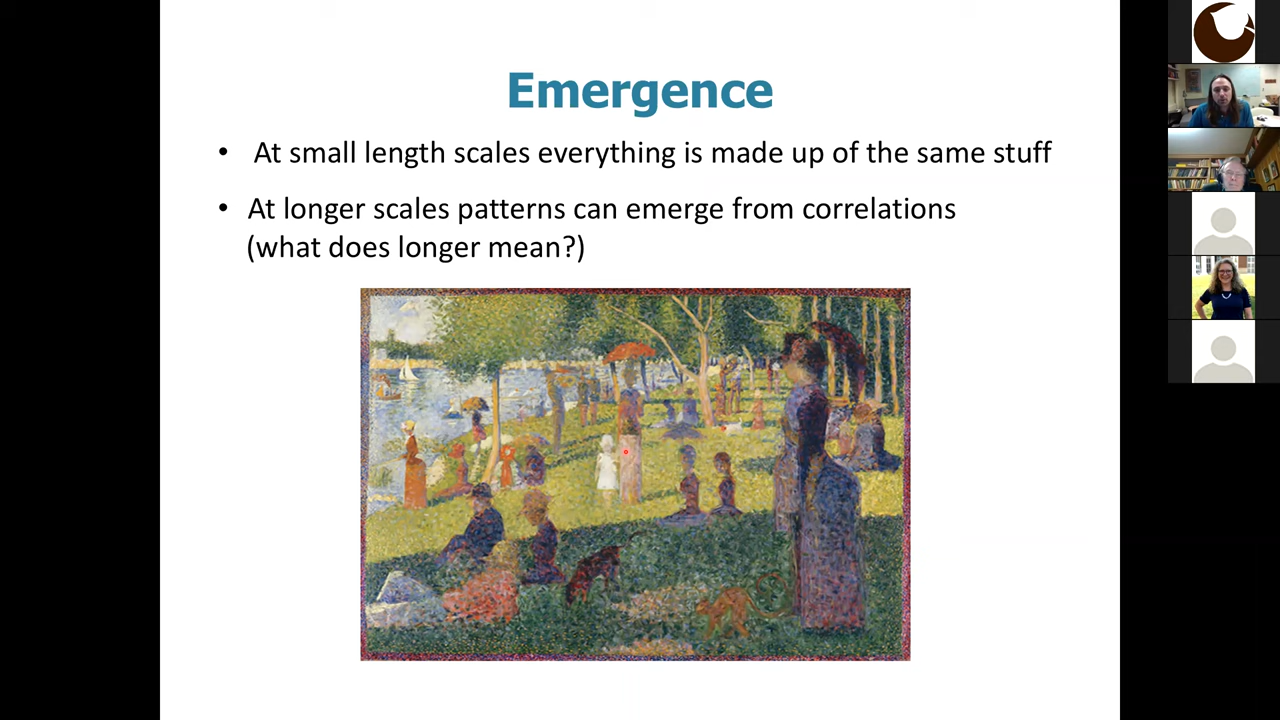 Emergence
• At small length scales everything is made up of the same stuff
• At longer scales patterns can emerge from correlations
(what does longer mean?)